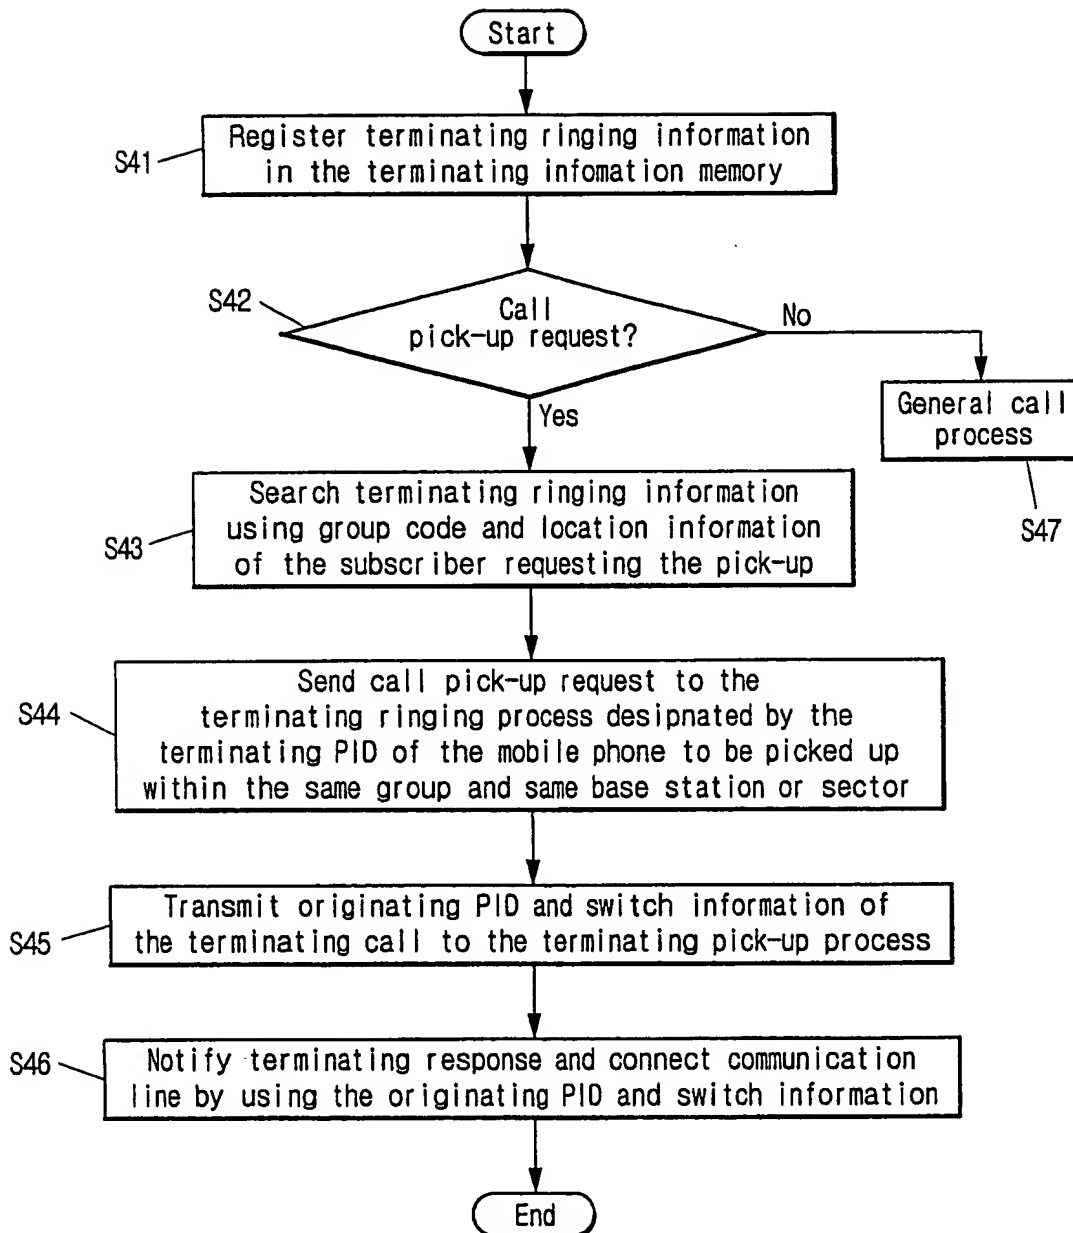 Start
S41
Register terminating ringing information
in the terminating infomation memory
S42
Call
pick-up request?
No
Yes
General call
process
S47
S43
Search terminating ringing information
using group code and location information
of the subscriber requesting the pick-up
S44
Send call pick-up request to the
terminating ringing process desipnated by the
terminating PID of the mobile phone to be picked up
within the same group and same base station or sector
S45
Transmit originating PID and switch information of
the terminating call to the terminating pick-up process
S46
Notify terminating response and connect communication
line by using the originating PID and switch information
End